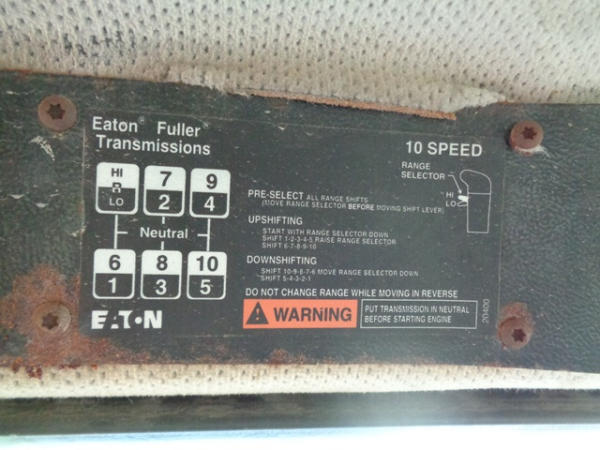 Eaton® Fuller®
Transmissions
10 SPEED
RANGE
SELECTOR
HI
LO
HI
R
LO
7
2
9
4
Neutral
6
1
8
3
10
5
PRE-SELECT ALL RANGE SHIFTS
(MOVE RANGE SELECTOR BEFORE MOVING SHIFT LEVER)
UPSHIFTING
START WITH RANGE SELECTOR DOWN
SHIFT 1-2-3-4-5 RAISE RANGE SELECTOR
SHIFT 6-7-8-9-10
DOWNSHIFTING
SHIFT 10-9-8-7-6 MOVE RANGE SELECTOR DOWN
SHIFT 5-4-3-2-1
DO NOT CHANGE RANGE WHILE MOVING IN REVERSE
WARNING
PUT TRANSMISSION IN NEUTRAL
BEFORE STARTING ENGINE
20400
EATON